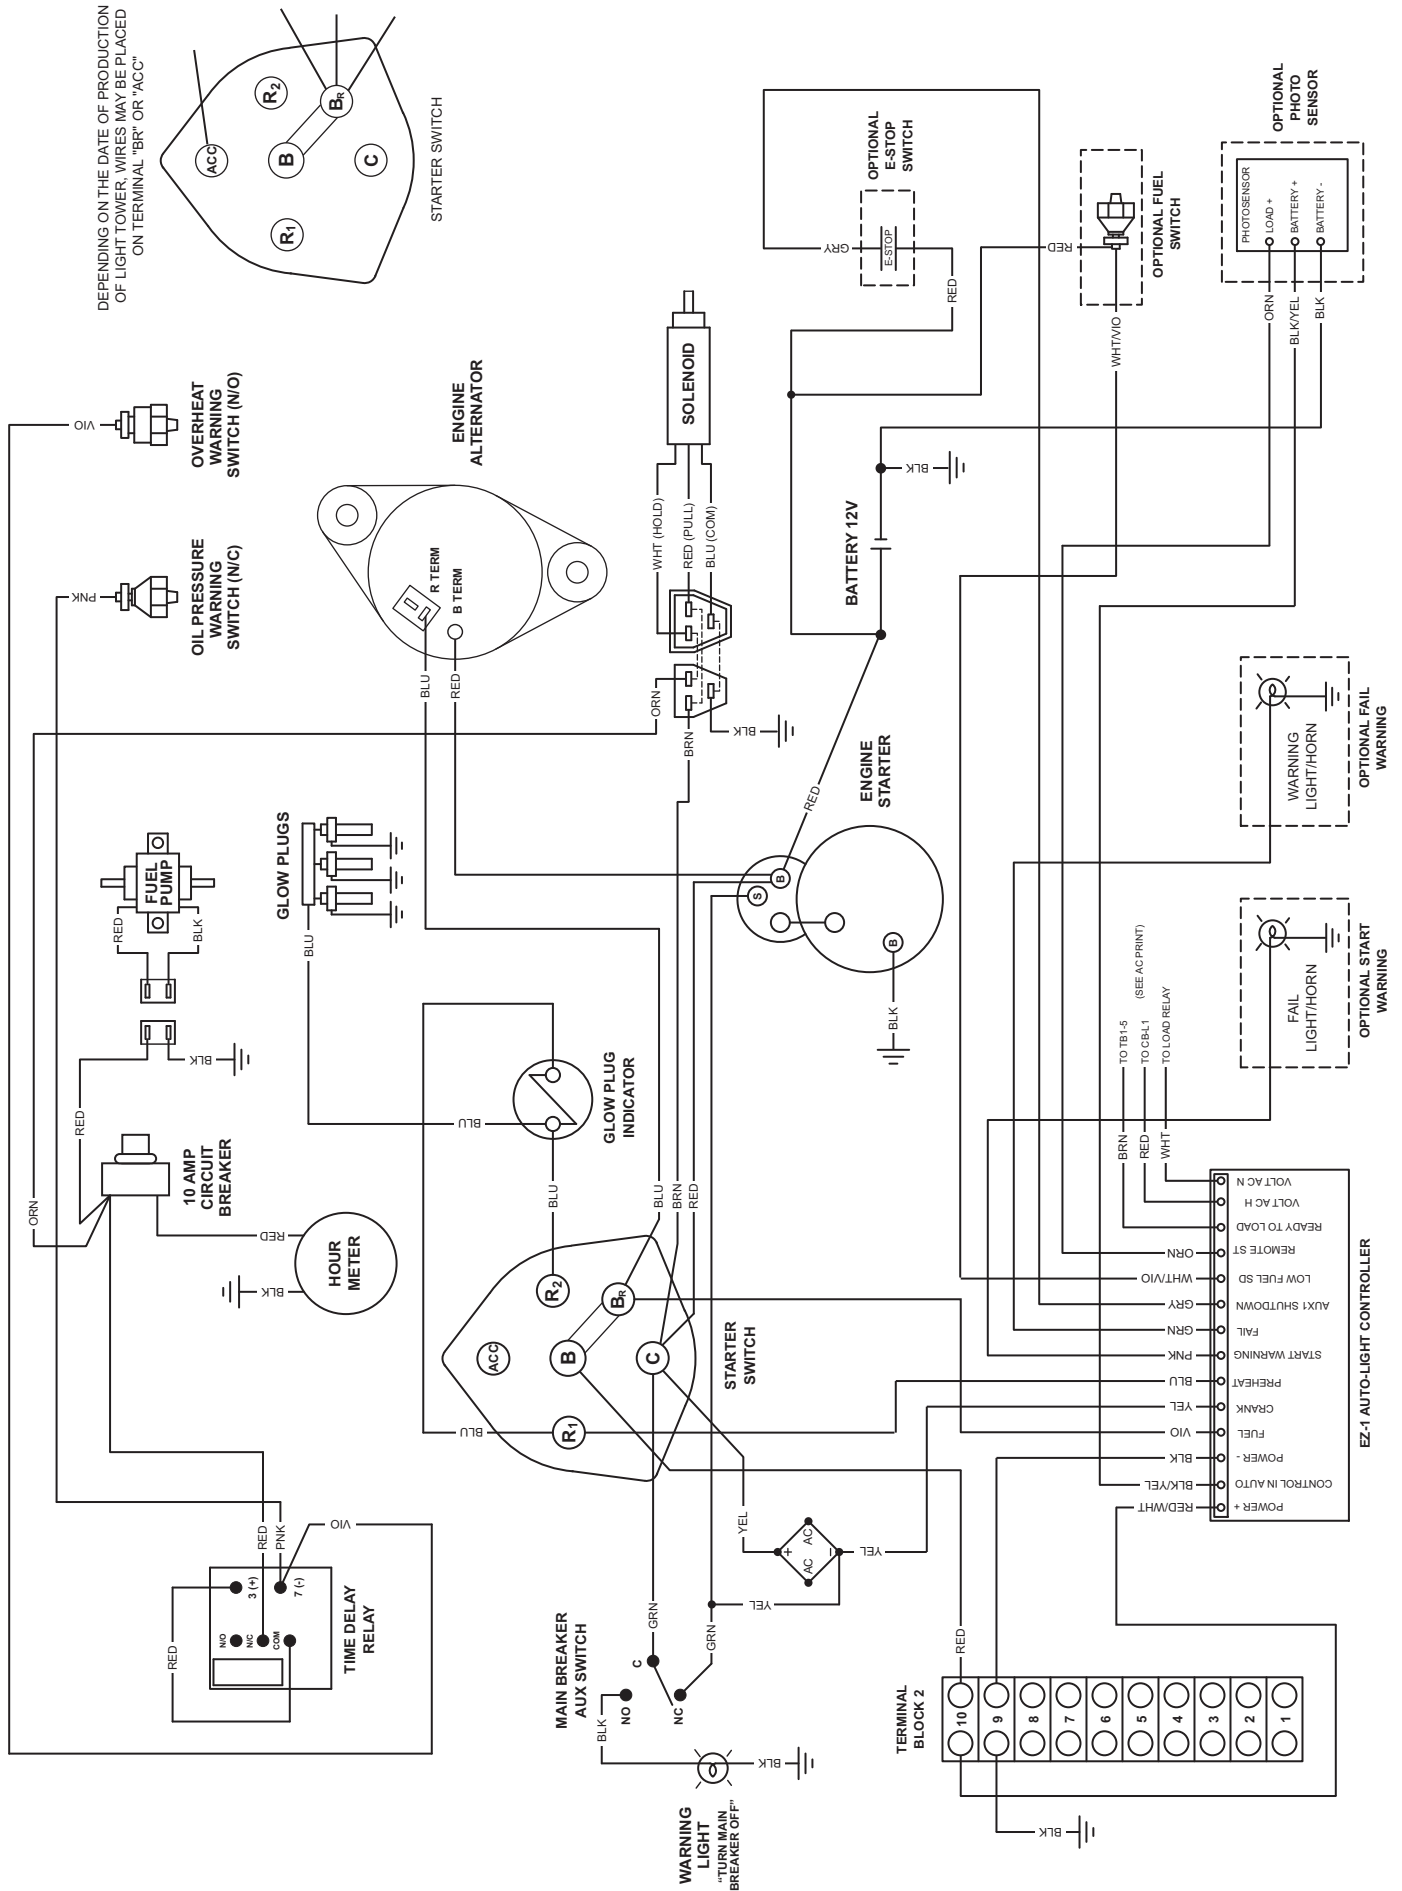 DEPENDING ON THE DATE OF PRODUCTION
OF LIGHT TOWER, WIRES MAY BE PLACED
ON TERMINAL "BR" OR "ACC"
ACC
R2
B
BR
C
R1
STARTER SWITCH
VIO
OVERHEAT
WARNING
SWITCH (N/O)
PNK
OIL PRESSURE
WARNING
SWITCH (N/C)
ENGINE
ALTERNATOR
R TERM
B TERM
BLU
RED
SOLENOID
WHT (HOLD)
RED (PULL)
BLU (COM)
ORN
BRN
BLK
OPTIONAL
E-STOP
SWITCH
E-STOP
GRY
RED
OPTIONAL FUEL
SWITCH
RED
WHT/VIO
OPTIONAL
PHOTO
SENSOR
PHOTOSENSOR
LOAD +
BATTERY +
BATTERY -
ORN
BLK/YEL
BLK
BATTERY 12V
BLK
FUEL
PUMP
RED
BLK
BLK
RED
10 AMP
CIRCUIT
BREAKER
ORN
HOUR
METER
RED
BLK
GLOW PLUGS
BLU
GLOW PLUG
INDICATOR
BLU
BLU
ENGINE
STARTER
RED
S
B
B
BLK
OPTIONAL FAIL
WARNING
WARNING
LIGHT/HORN
OPTIONAL START
WARNING
FAIL
LIGHT/HORN
BLU
BRN
RED
STARTER
SWITCH
ACC
R2
B
BR
C
R1
BLU
TO TB1-5
TO CB-L1
(SEE AC PRINT)
TO LOAD RELAY
BRN
RED
WHT
EZ-1 AUTO-LIGHT CONTROLLER
VOLT AC N
VOLT AC H
READY TO LOAD
REMOTE ST
LOW FUEL SD
AUX1 SHUTDOWN
FAIL
START WARNING
PREHEAT
CRANK
FUEL
POWER -
CONTROL IN AUTO
POWER +
ORN
WHT/VIO
GRY
GRN
PNK
BLU
YEL
VIO
BLK
BLK/YEL
RED/WHT
TIME DELAY
RELAY
RED
PNK
VIO
RED
3 (+)
7 (-)
N/O
N/C
COM
YEL
+
AC
AC
−
YEL
YEL
MAIN BREAKER
AUX SWITCH
GRN
GRN
C
NO
NC
BLK
WARNING
LIGHT
"TURN MAIN
BREAKER OFF"
BLK
TERMINAL
BLOCK 2
RED
10
9
8
7
6
5
4
3
2
1
BLK